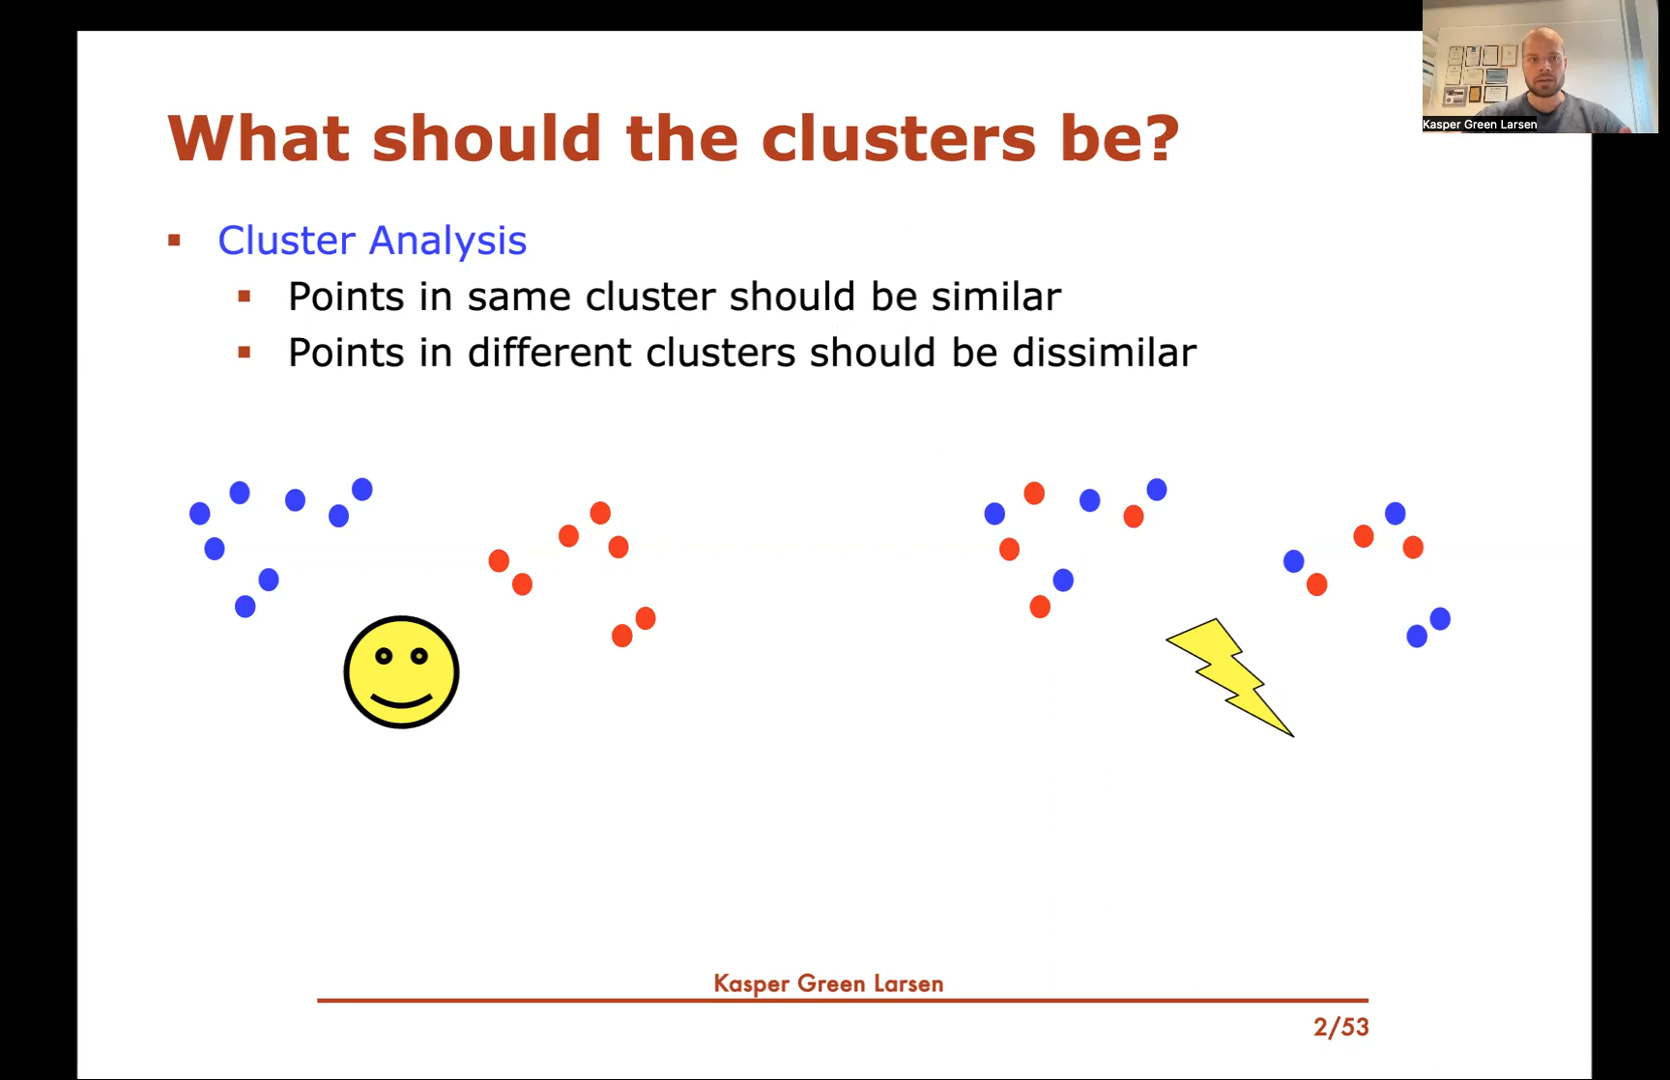 Kasper Green Larsen
What should the clusters be?
Cluster Analysis
Points in same cluster should be similar
Points in different clusters should be dissimilar
Kasper Green Larsen
2/53